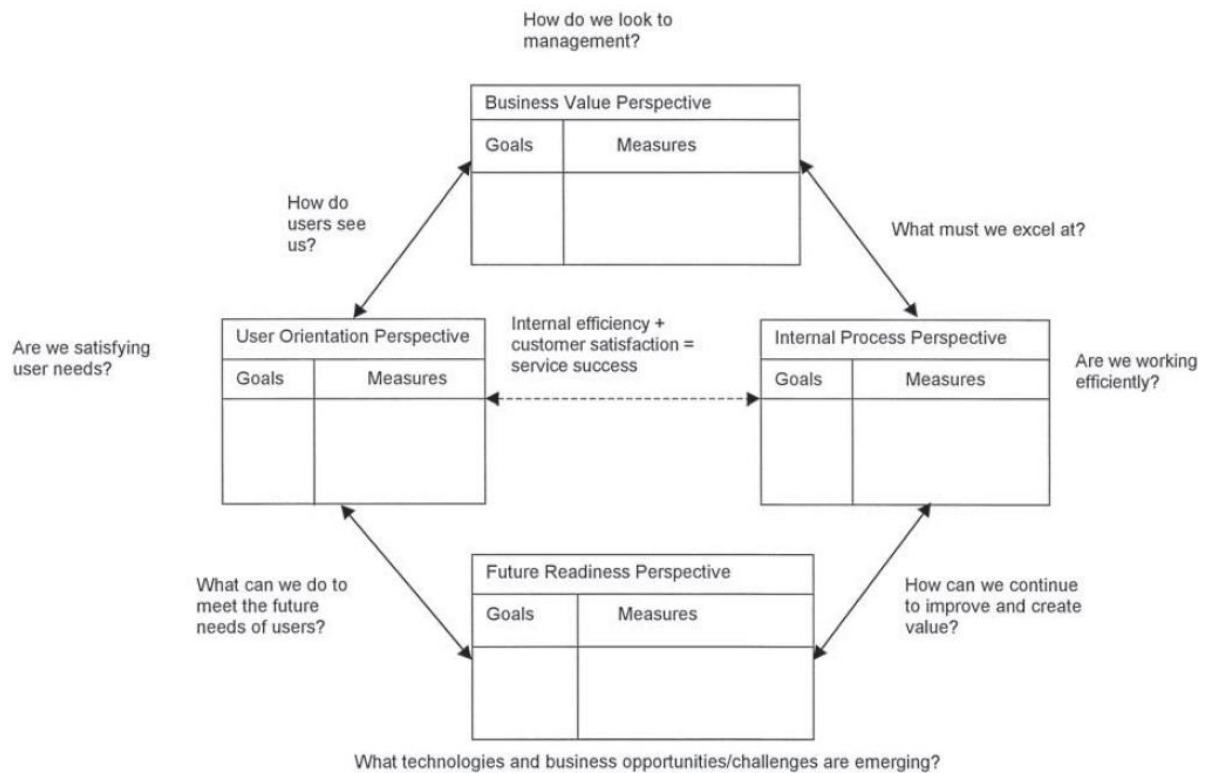 How do we look to
management?
Business Value Perspective
Goals Measures
How do
users see
us?
What must we excel at?
Are we satisfying
user needs?
User Orientation Perspective
Goals Measures
Internal efficiency +
customer satisfaction =
service success
Internal Process Perspective
Goals Measures
Are we working
efficiently?
What can we do to
meet the future
needs of users?
Future Readiness Perspective
Goals Measures
How can we continue
to improve and create
value?
What technologies and business opportunities/challenges are emerging?